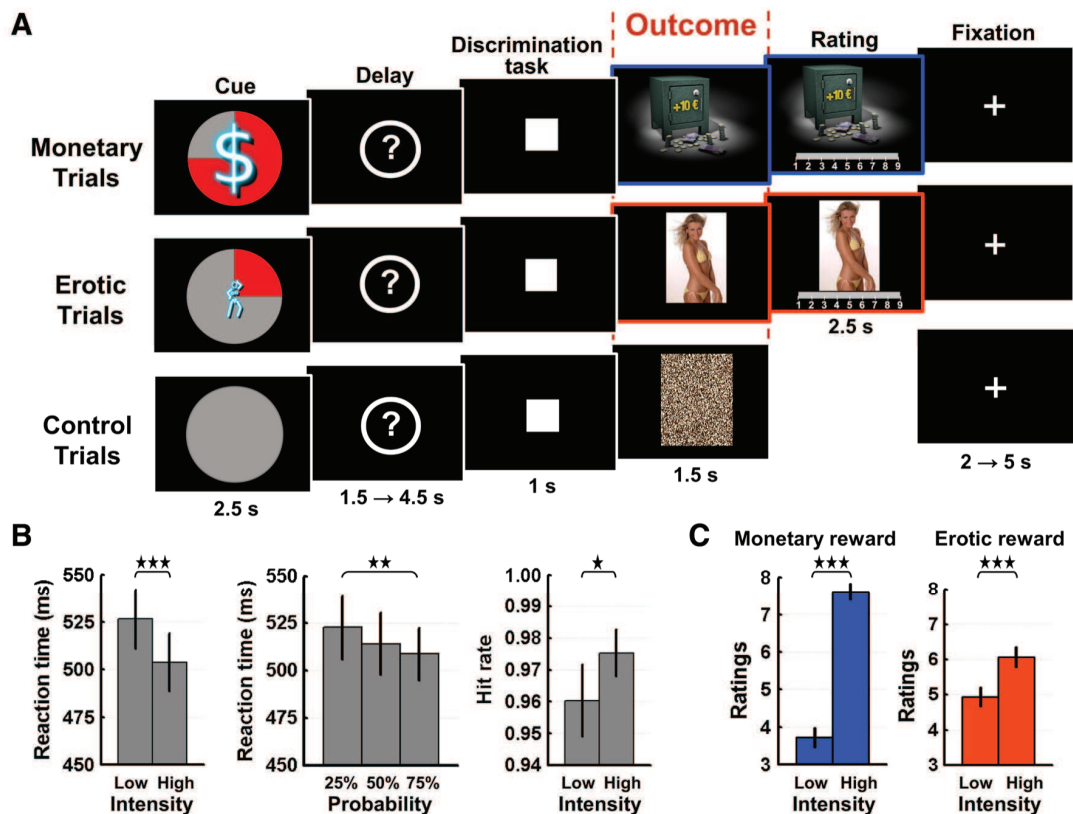 A
Outcome
Cue
Delay
Discrimination
task
Rating
Fixation
Monetary
Trials
$
?
+10 €
+10 €
1 2 3 4 5 6 7 8 9
+
Erotic
Trials
?
1 2 3 4 5 6 7 8 9
+
2.5 s
Control
Trials
?
+
2.5 s
1.5 → 4.5 s
1 s
1.5 s
2 → 5 s
B
★★★
Reaction time (ms)
550
525
500
475
450
Low High
Intensity
★★
Reaction time (ms)
550
525
500
475
450
25% 50% 75%
Probability
★
Hit rate
1.00
0.99
0.98
0.97
0.96
0.95
0.94
Low High
Intensity
C
Monetary reward
★★★
Ratings
8
7
6
5
4
3
Low High
Intensity
Erotic reward
★★★
Ratings
8
7
6
5
4
3
Low High
Intensity